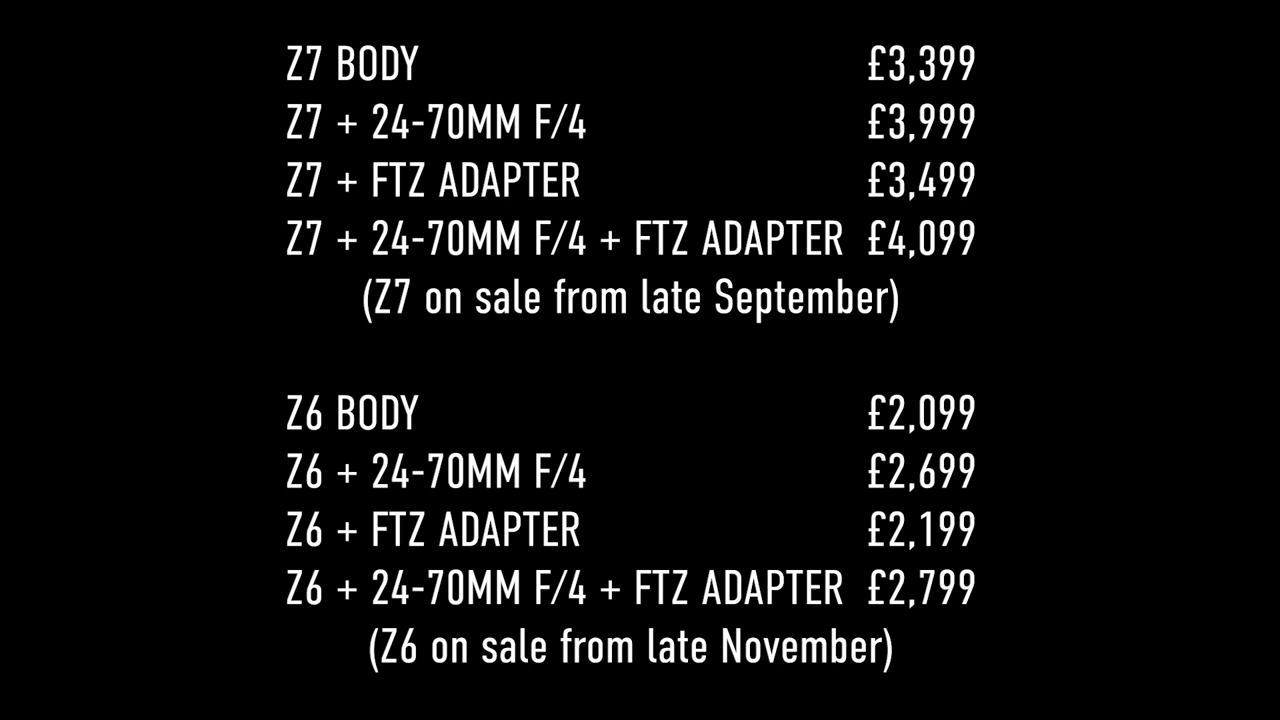 Z7 BODY £3,399
Z7 + 24-70MM F/4 £3,999
Z7 + FTZ ADAPTER £3,499
Z7 + 24-70MM F/4 + FTZ ADAPTER £4,099
(Z7 on sale from late September)
Z6 BODY £2,099
Z6 + 24-70MM F/4 £2,699
Z6 + FTZ ADAPTER £2,199
Z6 + 24-70MM F/4 + FTZ ADAPTER £2,799
(Z6 on sale from late November)